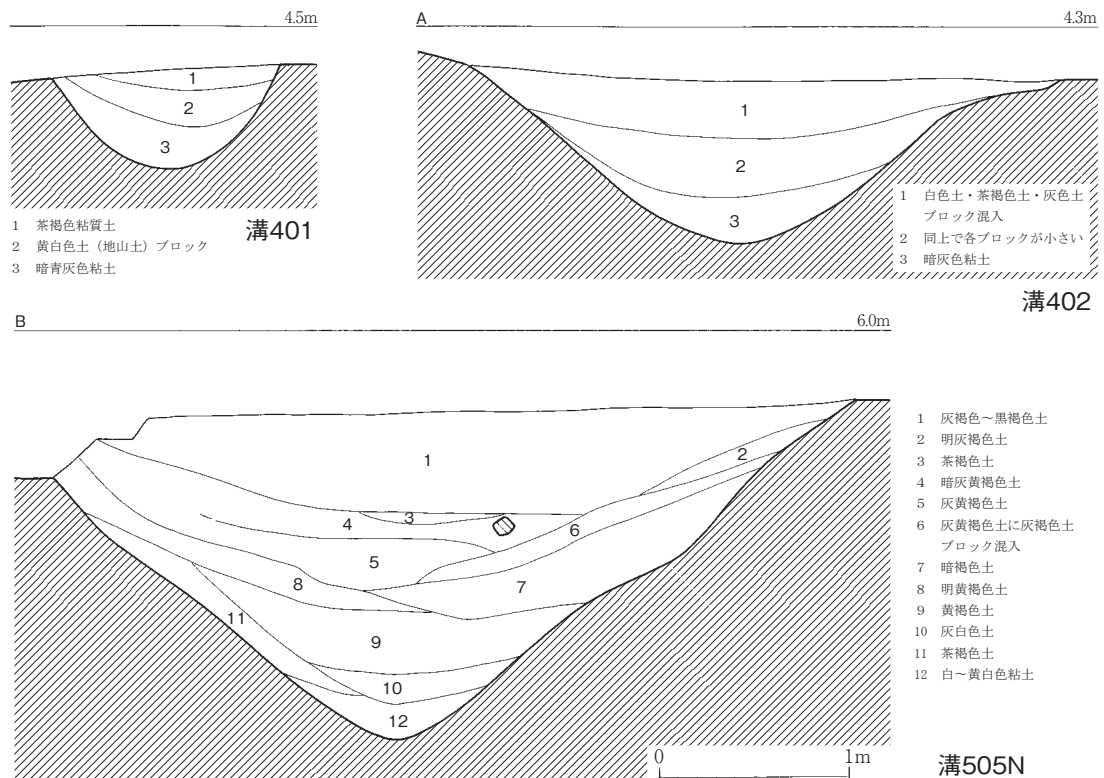 4.5m
1
2
3
1 茶褐色粘質土
2 黄白色土（地山土）ブロック
3 暗青灰色粘土
溝401
A
4.3m
1
2
3
1 白色土・茶褐色土・灰色土
ブロック混入
2 同上で各ブロックが小さい
3 暗灰色粘土
溝402
B
6.0m
1
2
3
4
5
6
7
8
9
10
11
12
1 灰褐色～黒褐色土
2 明灰褐色土
3 茶褐色土
4 暗灰黄褐色土
5 灰黄褐色土
6 灰黄褐色土に灰褐色土
ブロック混入
7 暗褐色土
8 明黄褐色土
9 黄褐色土
10 灰白色土
11 茶褐色土
12 白～黄白色粘土
0 1m
溝505N